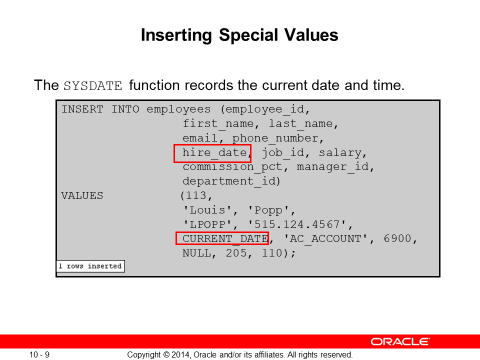 Inserting Special Values
The SYSDATE function records the current date and time.
INSERT INTO employees (employee_id,
first_name, last_name,
email, phone_number,
hire_date, job_id, salary,
commission_pct, manager_id,
department_id)
VALUES (113,
'Louis', 'Popp',
'LPOPP', '515.124.4567',
CURRENT_DATE, 'AC_ACCOUNT', 6900,
NULL, 205, 110);
1 rows inserted
ORACLE
10 - 9 Copyright © 2014, Oracle and/or its affiliates. All rights reserved.